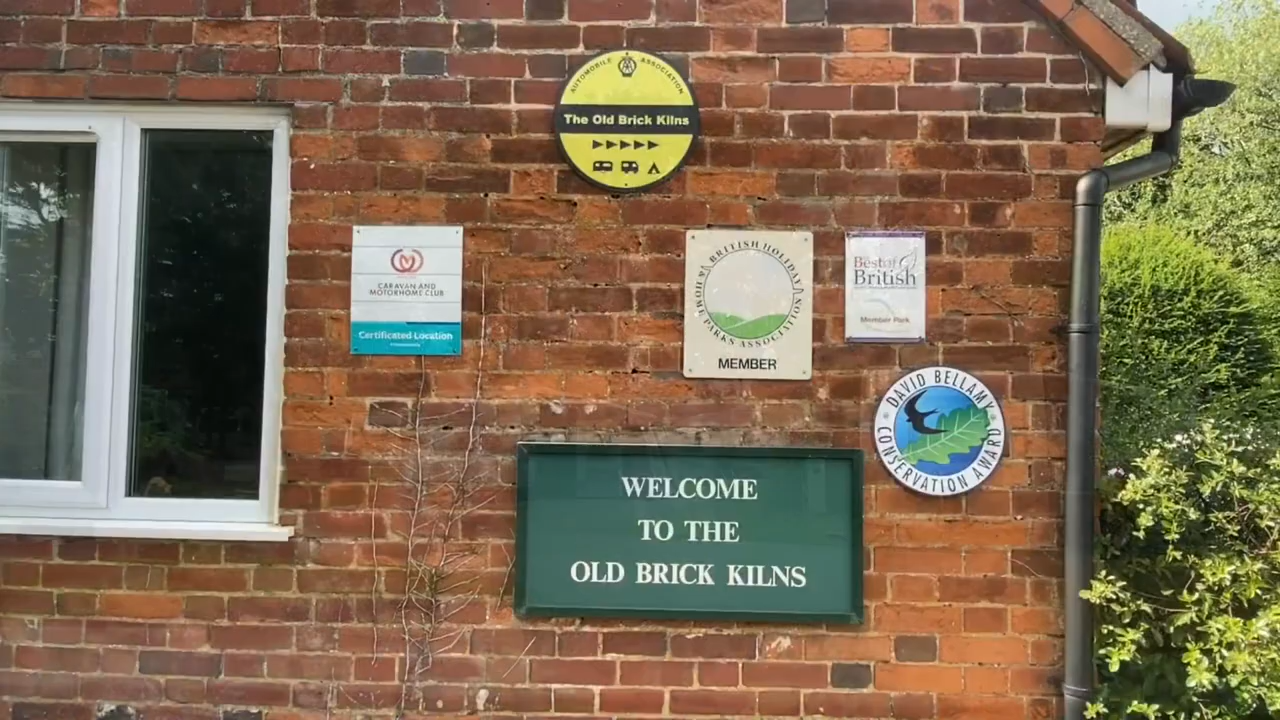 AUTOMOBILE ASSOCIATION
The Old Brick Kilns
CARAVAN AND
MOTORHOME CLUB
Certificated Location
BRITISH HOLIDAY
& HOME PARKS ASSOCIATION
MEMBER
Best of
British
Member Park
DAVID BELLAMY
CONSERVATION AWARD
WELCOME
TO THE
OLD BRICK KILNS